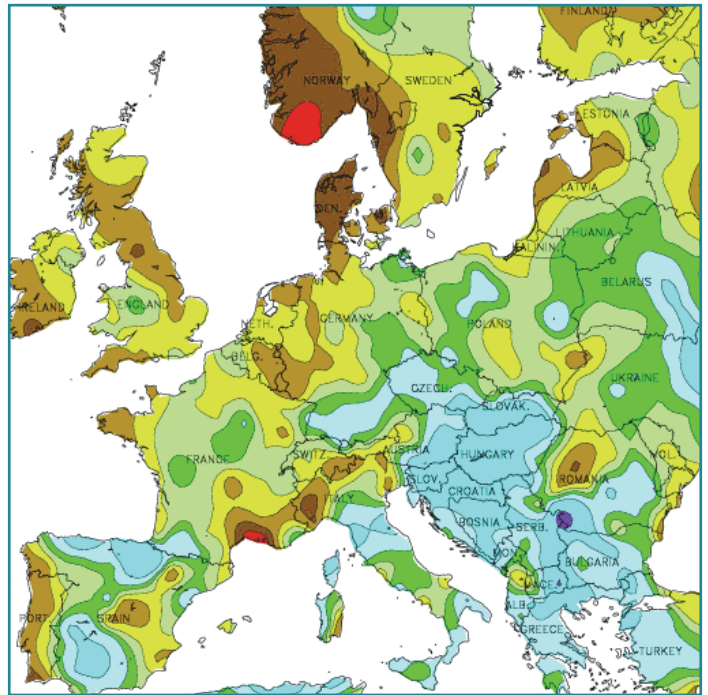 FINLAND
NORWAY
SWEDEN
ESTONIA
LATVIA
DEN.
LITHUANIA
KALININ.
BELARUS
IRELAND
ENGLAND
NETH.
GERMANY
POLAND
BELG.
UKRAINE
CZECH.
SLOVAK.
FRANCE
SWITZ.
AUSTRIA
HUNGARY
MOL.
ROMANIA
SLOV.
ITALY
CROATIA
BOSNIA
SERB.
MON.
BULGARIA
MACE.
PORT.
SPAIN
ALB.
GREECE
TURKEY